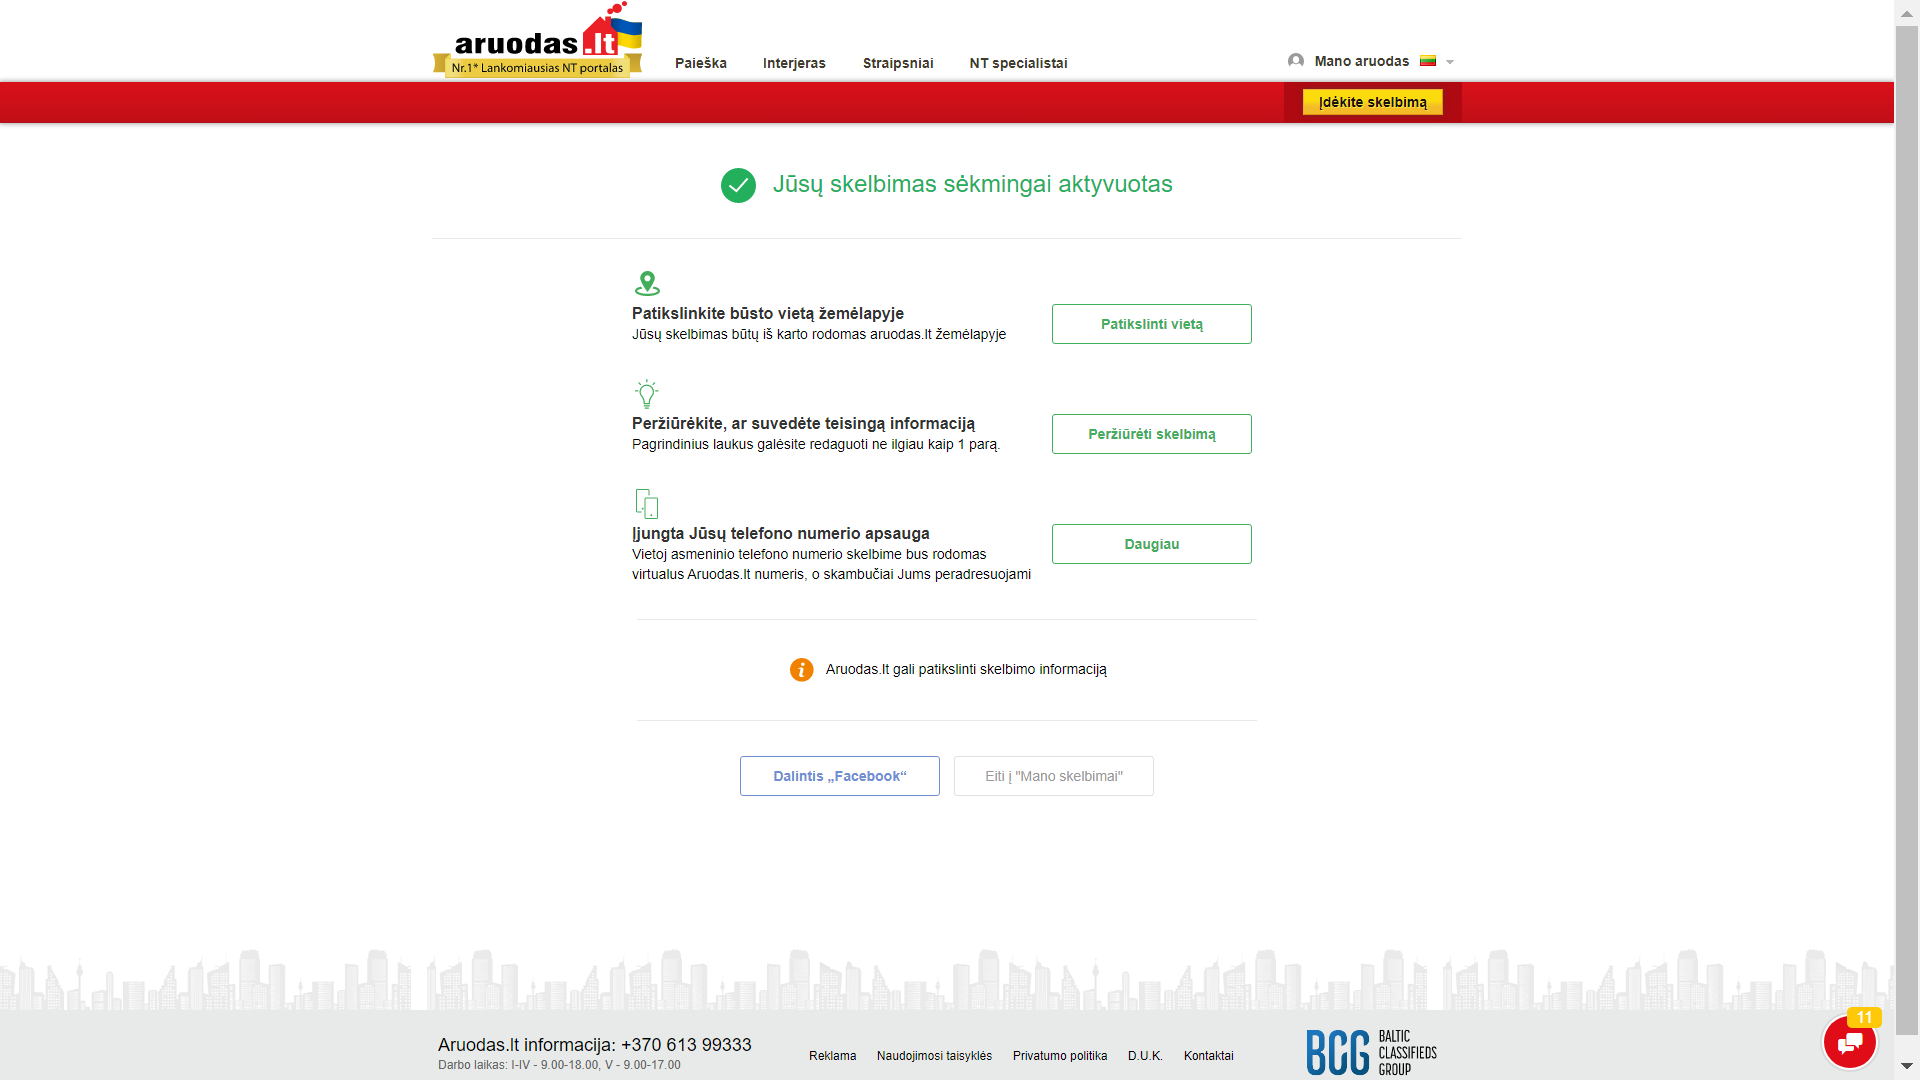 aruodas.lt
Nr.1* Lankomiausias NT portalas
Paieška
Interjeras
Straipsniai
NT specialistai
Mano aruodas
Įdėkite skelbimą
Jūsų skelbimas sėkmingai aktyvuotas
Patikslinkite būsto vietą žemėlapyje
Jūsų skelbimas būtų iš karto rodomas aruodas.lt žemėlapyje
Patikslinti vietą
Peržiūrėkite, ar suvedėte teisingą informaciją
Pagrindinius laukus galėsite redaguoti ne ilgiau kaip 1 parą.
Peržiūrėti skelbimą
Įjungta Jūsų telefono numerio apsauga
Vietoj asmeninio telefono numerio skelbime bus rodomas
virtualus Aruodas.lt numeris, o skambučiai Jums peradresuojami
Daugiau
Aruodas.lt gali patikslinti skelbimo informaciją
Dalintis „Facebook“
Eiti į "Mano skelbimai"
Aruodas.lt informacija: +370 613 99333
Darbo laikas: I-IV - 9.00-18.00, V - 9.00-17.00
Reklama
Naudojimosi taisyklės
Privatumo politika
D.U.K.
Kontaktai
BCG
BALTIC
CLASSIFIEDS
GROUP
11